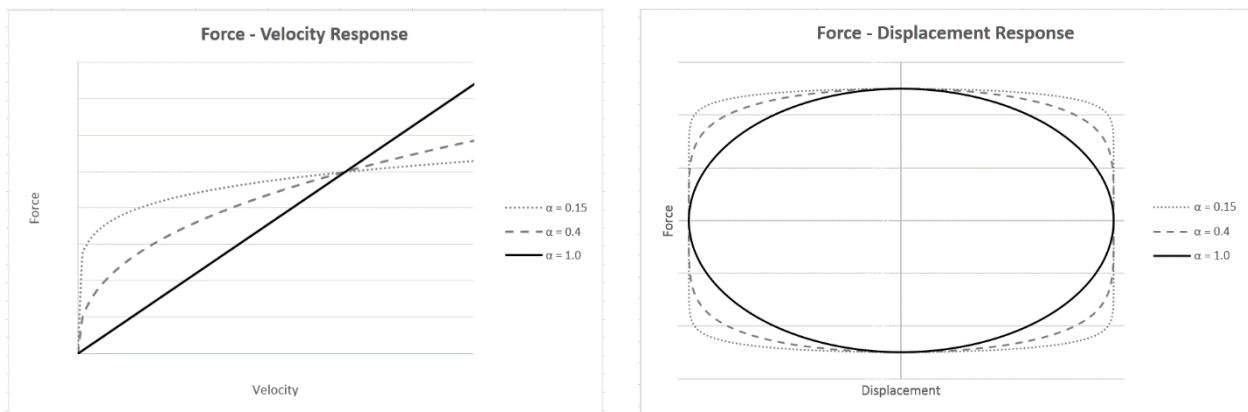 Force - Velocity Response
Force
α = 0.15
α = 0.4
α = 1.0
Velocity
Force - Displacement Response
Force
α = 0.15
α = 0.4
α = 1.0
Displacement